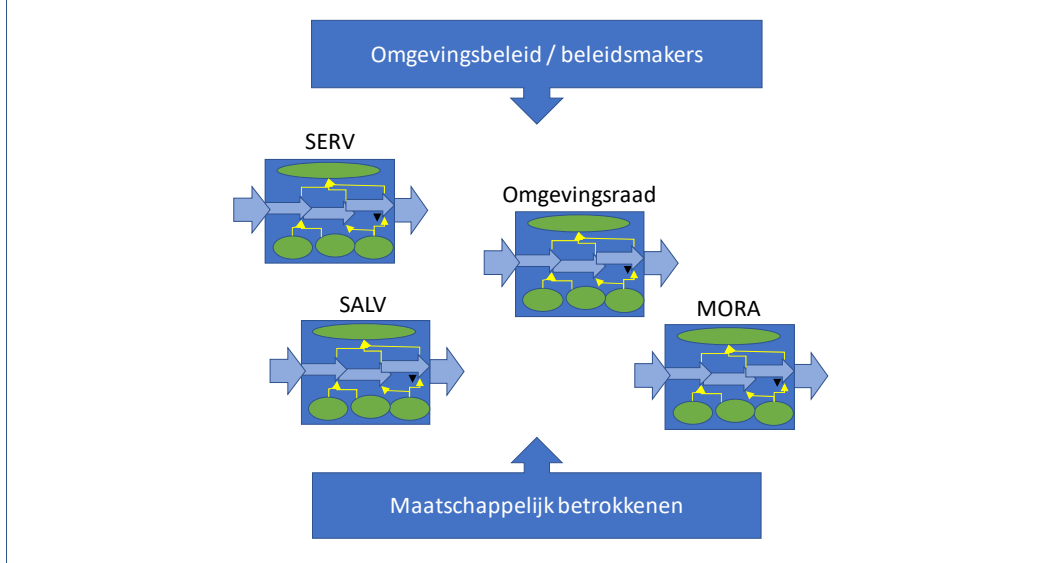 Omgevingsbeleid / beleidsmakers
SERV
Omgevingsraad
SALV
MORA
Maatschappelijk betrokkenen